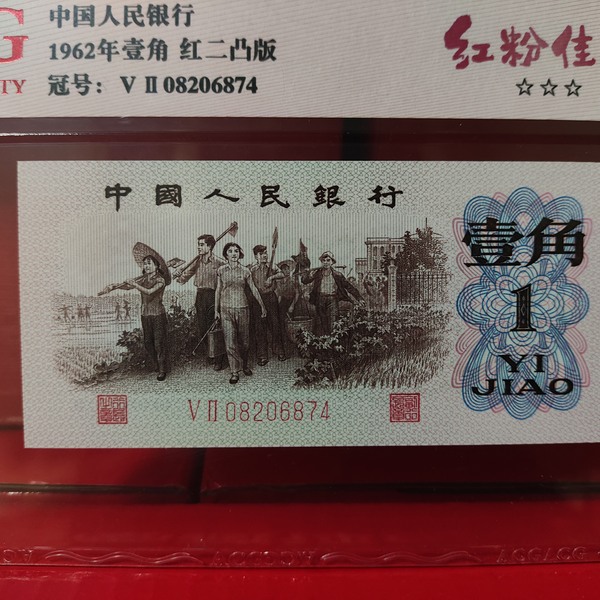 G
TY
中国人民银行
1962年壹角 红二凸版
冠号：V II 08206874
红粉佳
☆☆☆
中國人民銀行
壹角
1
YI
JIAO
V II 08206874